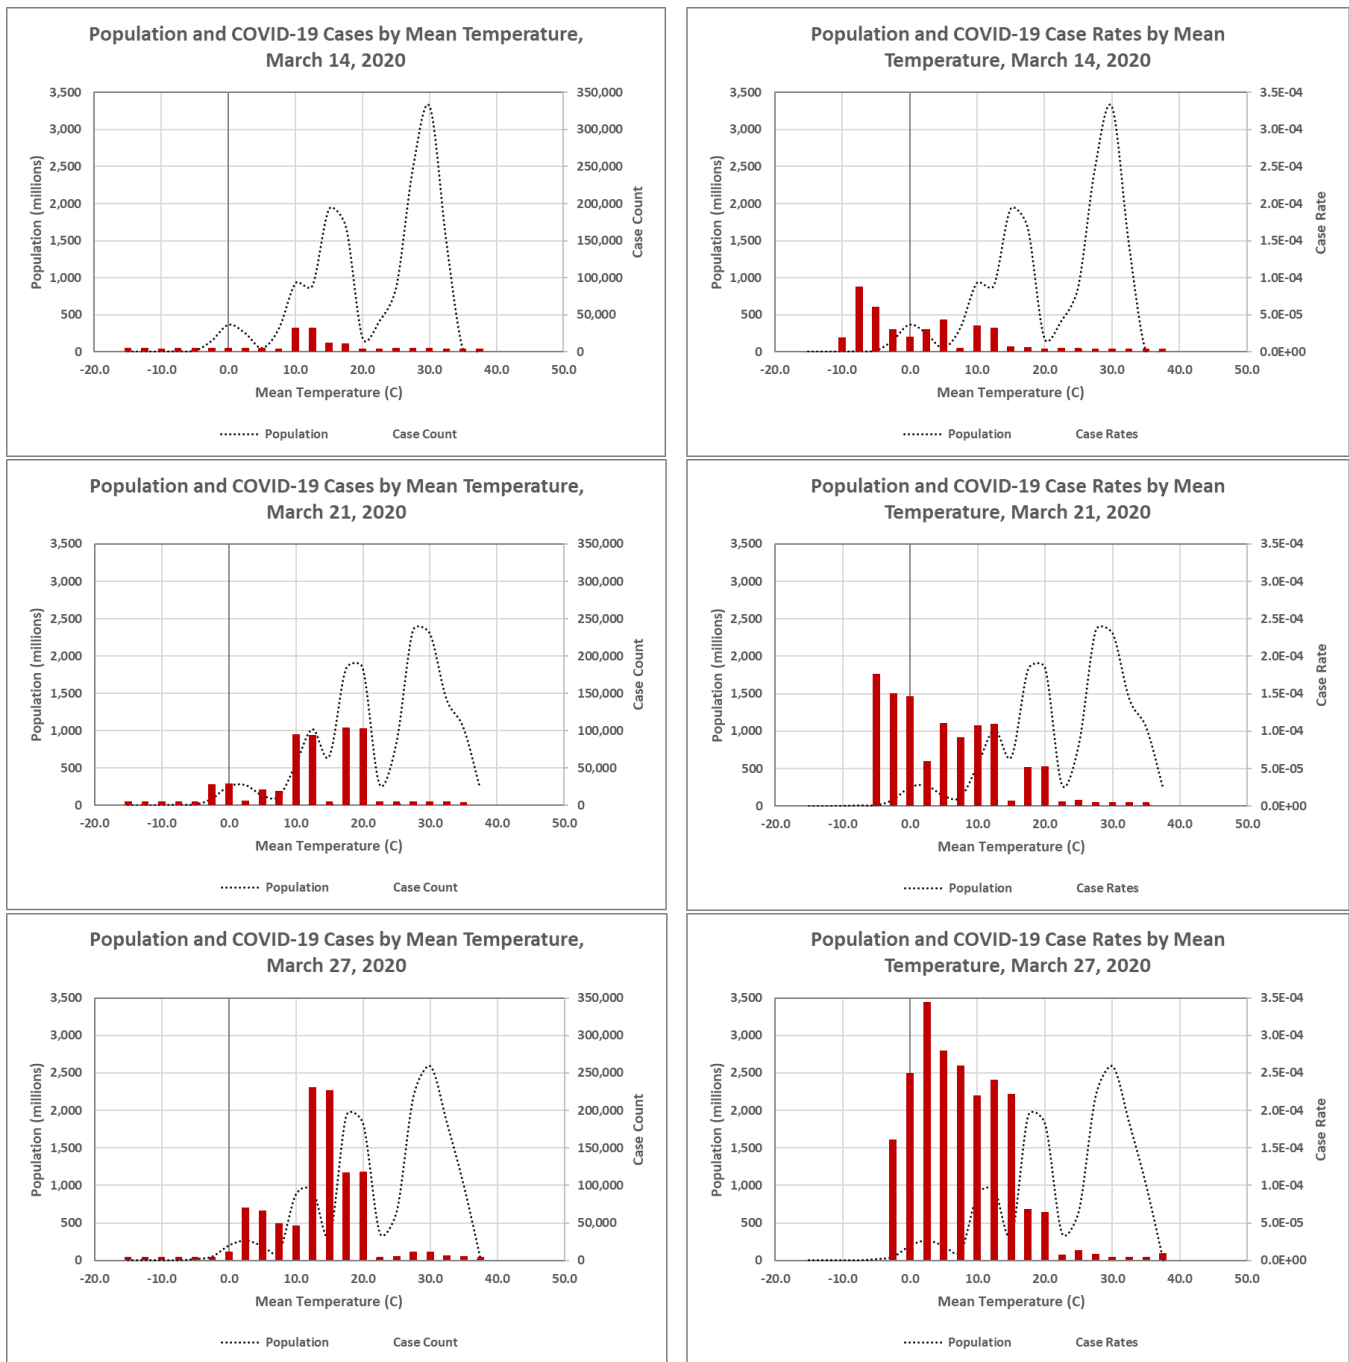 Population and COVID-19 Cases by Mean Temperature,
March 14, 2020
3,500
3,000
2,500
2,000
1,500
1,000
500
0
Population (millions)
350,000
300,000
250,000
200,000
150,000
100,000
50,000
0
Case Count
-20.0 -10.0 0.0 10.0 20.0 30.0 40.0 50.0
Mean Temperature (C)
Population Case Count
Population and COVID-19 Case Rates by Mean
Temperature, March 14, 2020
3,500
3,000
2,500
2,000
1,500
1,000
500
0
Population (millions)
3.5E-04
3.0E-04
2.5E-04
2.0E-04
1.5E-04
1.0E-04
5.0E-05
0.0E+00
Case Rate
-20.0 -10.0 0.0 10.0 20.0 30.0 40.0 50.0
Mean Temperature (C)
Population Case Rates
Population and COVID-19 Cases by Mean Temperature,
March 21, 2020
3,500
3,000
2,500
2,000
1,500
1,000
500
0
Population (millions)
350,000
300,000
250,000
200,000
150,000
100,000
50,000
0
Case Count
-20.0 -10.0 0.0 10.0 20.0 30.0 40.0 50.0
Mean Temperature (C)
Population Case Count
Population and COVID-19 Case Rates by Mean
Temperature, March 21, 2020
3,500
3,000
2,500
2,000
1,500
1,000
500
0
Population (millions)
3.5E-04
3.0E-04
2.5E-04
2.0E-04
1.5E-04
1.0E-04
5.0E-05
0.0E+00
Case Rate
-20.0 -10.0 0.0 10.0 20.0 30.0 40.0 50.0
Mean Temperature (C)
Population Case Rates
Population and COVID-19 Cases by Mean Temperature,
March 27, 2020
3,500
3,000
2,500
2,000
1,500
1,000
500
0
Population (millions)
350,000
300,000
250,000
200,000
150,000
100,000
50,000
0
Case Count
-20.0 -10.0 0.0 10.0 20.0 30.0 40.0 50.0
Mean Temperature (C)
Population Case Count
Population and COVID-19 Case Rates by Mean
Temperature, March 27, 2020
3,500
3,000
2,500
2,000
1,500
1,000
500
0
Population (millions)
3.5E-04
3.0E-04
2.5E-04
2.0E-04
1.5E-04
1.0E-04
5.0E-05
0.0E+00
Case Rate
-20.0 -10.0 0.0 10.0 20.0 30.0 40.0 50.0
Mean Temperature (C)
Population Case Rates